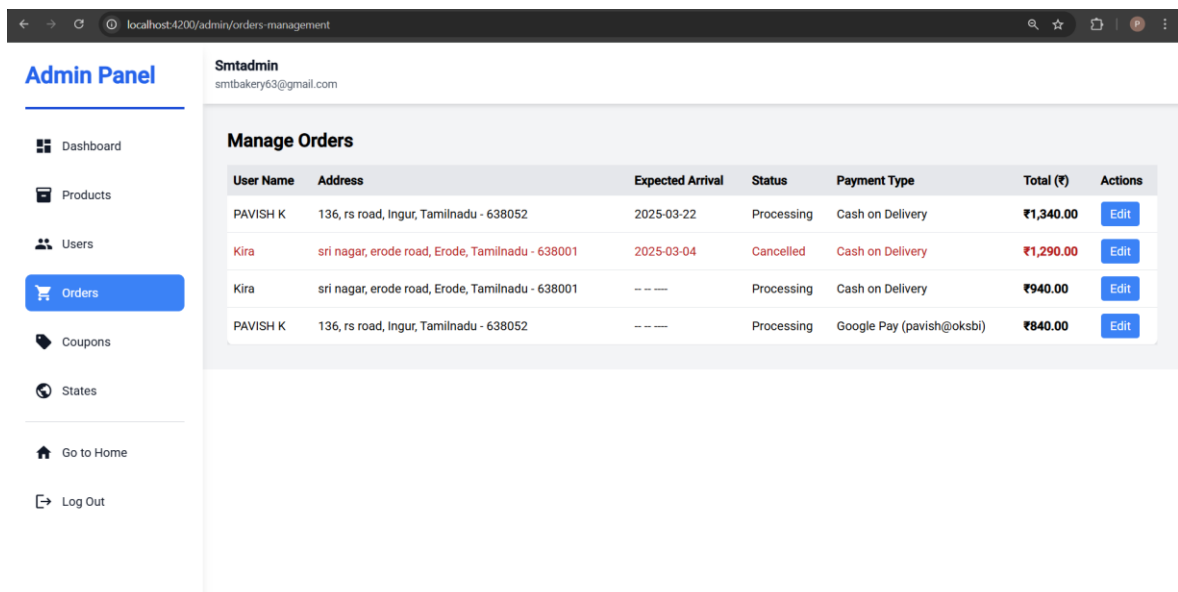 localhost:4200/admin/orders-management
P
Admin Panel
Smtadmin
smtbakery63@gmail.com
Dashboard
Products
Users
Orders
Coupons
States
Go to Home
Log Out
Manage Orders
User Name Address Expected Arrival Status Payment Type Total (₹) Actions
PAVISH K 136, rs road, Ingur, Tamilnadu - 638052 2025-03-22 Processing Cash on Delivery ₹1,340.00 Edit
Kira sri nagar, erode road, Erode, Tamilnadu - 638001 2025-03-04 Cancelled Cash on Delivery ₹1,290.00 Edit
Kira sri nagar, erode road, Erode, Tamilnadu - 638001 -- -- ---- Processing Cash on Delivery ₹940.00 Edit
PAVISH K 136, rs road, Ingur, Tamilnadu - 638052 -- -- ---- Processing Google Pay (pavish@oksbi) ₹840.00 Edit